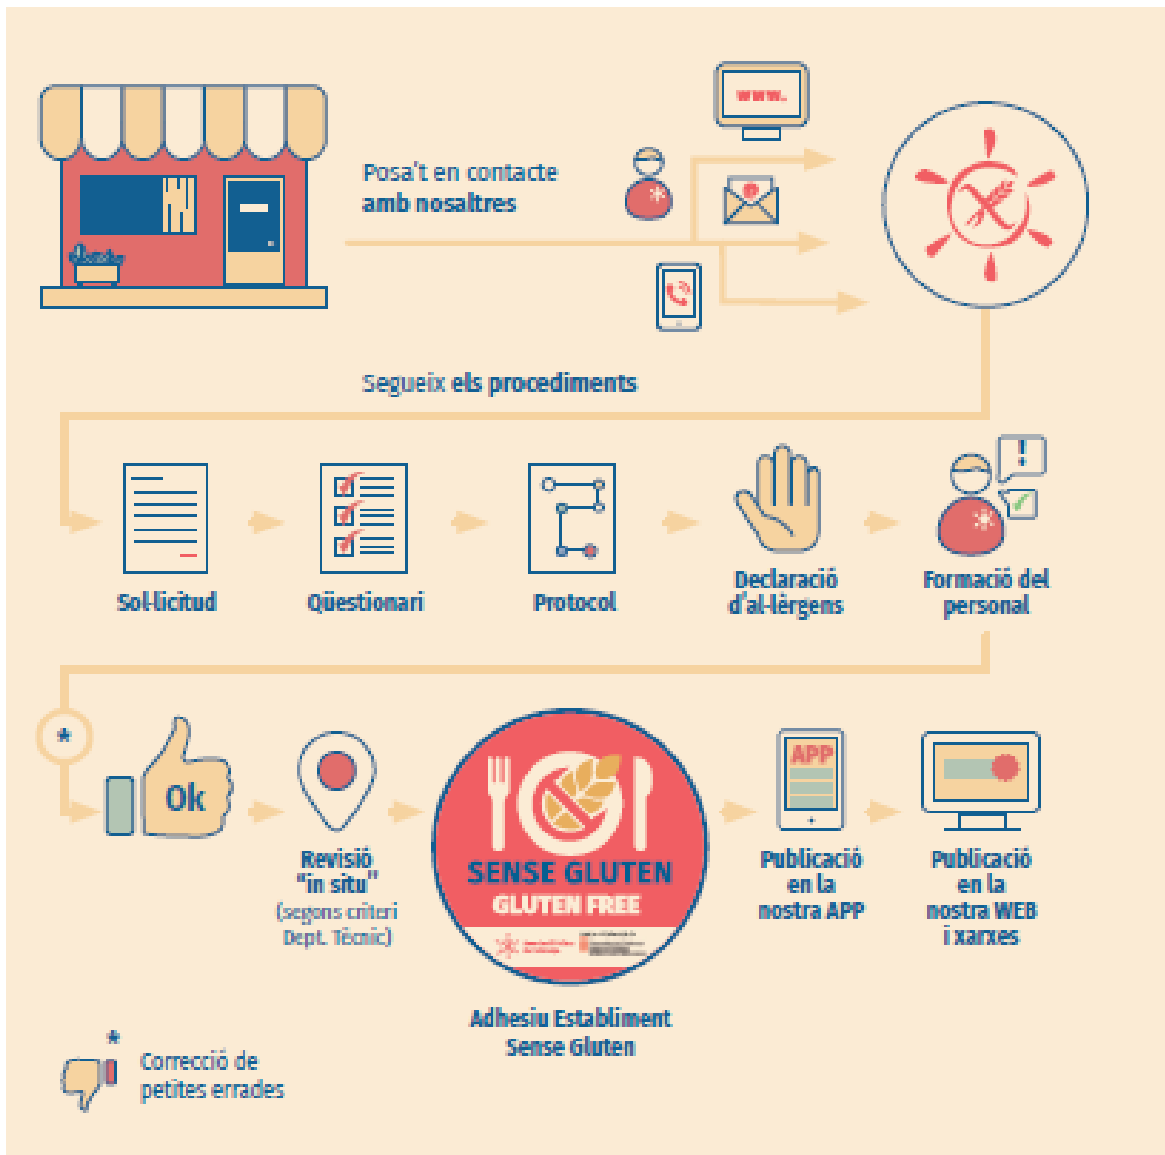 www.
Posa't en contacte
amb nosaltres
Segueix els procediments
Sol·licitud
Qüestionari
Protocol
Declaració
d'al·lèrgens
Formació del
personal
*
Ok
Revisió
"in situ"
(segons criteri
Dept. Tècnic)
SENSE GLUTEN
GLUTEN FREE
Adhesiu Establiment
Sense Gluten
APP
Publicació
en la
nostra APP
Publicació
en la
nostra WEB
i xarxes
*
Correcció de
petites errades